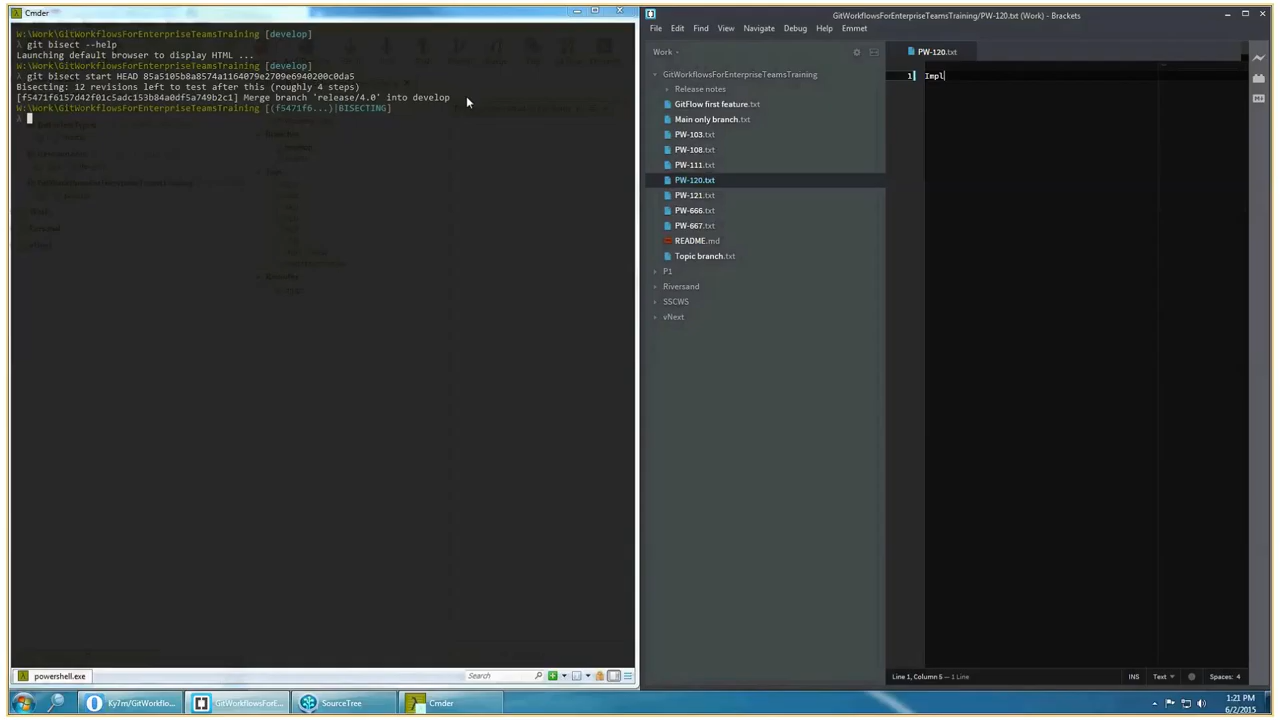 Cmder
W:\Work\GitWorkflowsForEnterpriseTeamsTraining [develop]
λ git bisect --help
Launching default browser to display HTML ...
W:\Work\GitWorkflowsForEnterpriseTeamsTraining [develop]
λ git bisect start HEAD 85a5105b8a8574a1164079e2709e6940200c0da5
Bisecting: 12 revisions left to test after this (roughly 4 steps)
[f5471f6157d42f01c5adc153b84a0df5a749b2c1] Merge branch 'release/4.0' into develop
W:\Work\GitWorkflowsForEnterpriseTeamsTraining [(f5471f6...)|BISECTING]
λ
powershell.exe
Search
GitWorkflowsForEnterpriseTeamsTraining/PW-120.txt (Work) - Brackets
File Edit Find View Navigate Debug Help Emmet
Work
GitWorkflowsForEnterpriseTeamsTraining
Release notes
GitFlow first feature.txt
Main only branch.txt
PW-103.txt
PW-108.txt
PW-111.txt
PW-120.txt
PW-121.txt
PW-666.txt
PW-667.txt
README.md
Topic branch.txt
P1
Riversand
SSCWS
vNext
PW-120.txt
1 Impl
Line 1, Column 5 — 1 Line
INS Text Spaces: 4
Ky7m/GitWorkflo...
GitWorkflowsForE...
SourceTree
Cmder
1:21 PM
6/2/2015